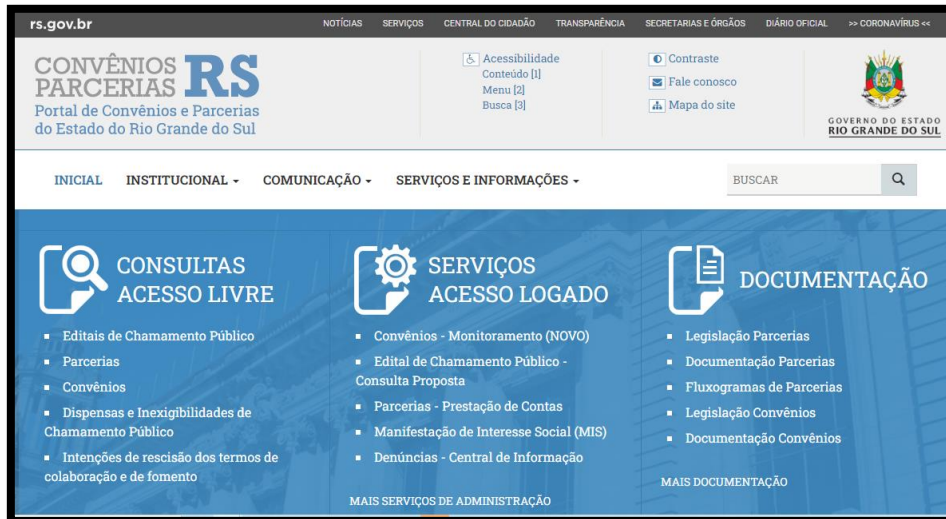 rs.gov.br
NOTÍCIAS SERVIÇOS CENTRAL DO CIDADÃO TRANSPARÊNCIA SECRETARIAS E ÓRGÃOS DIÁRIO OFICIAL >> CORONAVÍRUS <<
CONVÊNIOS
PARCERIAS RS
Portal de Convênios e Parcerias
do Estado do Rio Grande do Sul
Acessibilidade
Conteúdo [1]
Menu [2]
Busca [3]
Contraste
Fale conosco
Mapa do site
GOVERNO DO ESTADO
RIO GRANDE DO SUL
INICIAL INSTITUCIONAL COMUNICAÇÃO SERVIÇOS E INFORMAÇÕES BUSCAR
CONSULTAS
ACESSO LIVRE
Editais de Chamamento Público
Parcerias
Convênios
Dispensas e Inexigibilidades de
Chamamento Público
Intenções de rescisão dos termos de
colaboração e de fomento
SERVIÇOS
ACESSO LOGADO
Convênios - Monitoramento (NOVO)
Edital de Chamamento Público -
Consulta Proposta
Parcerias - Prestação de Contas
Manifestação de Interesse Social (MIS)
Denúncias - Central de Informação
MAIS SERVIÇOS DE ADMINISTRAÇÃO
DOCUMENTAÇÃO
Legislação Parcerias
Documentação Parcerias
Fluxogramas de Parcerias
Legislação Convênios
Documentação Convênios
MAIS DOCUMENTAÇÃO